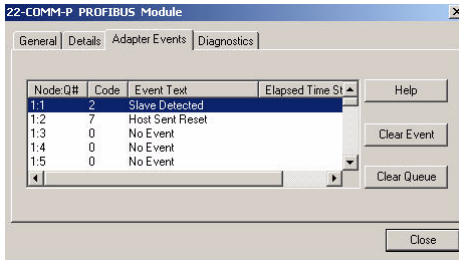 22-COMM-P PROFIBUS Module
General Details Adapter Events Diagnostics
Node:Q# Code Event Text Elapsed Time St
1:1 2 Slave Detected
1:2 7 Host Sent Reset
1:3 0 No Event
1:4 0 No Event
1:5 0 No Event
Help
Clear Event
Clear Queue
Close